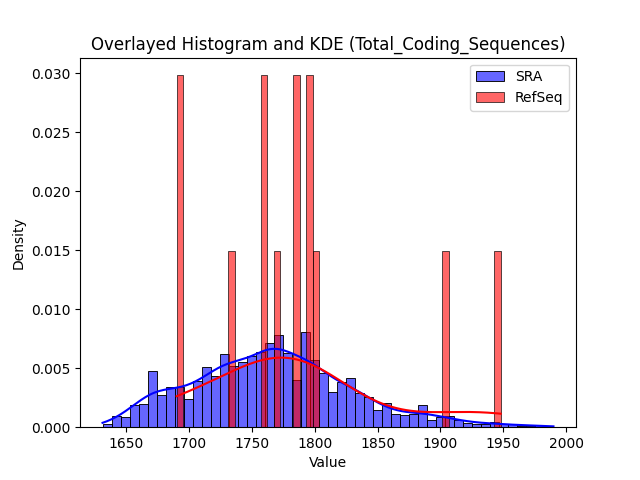 Overlayed Histogram and KDE (Total_Coding_Sequences)
SRA
RefSeq
0.030
0.025
0.020
0.015
0.010
0.005
0.000
Density
1650 1700 1750 1800 1850 1900 1950 2000
Value